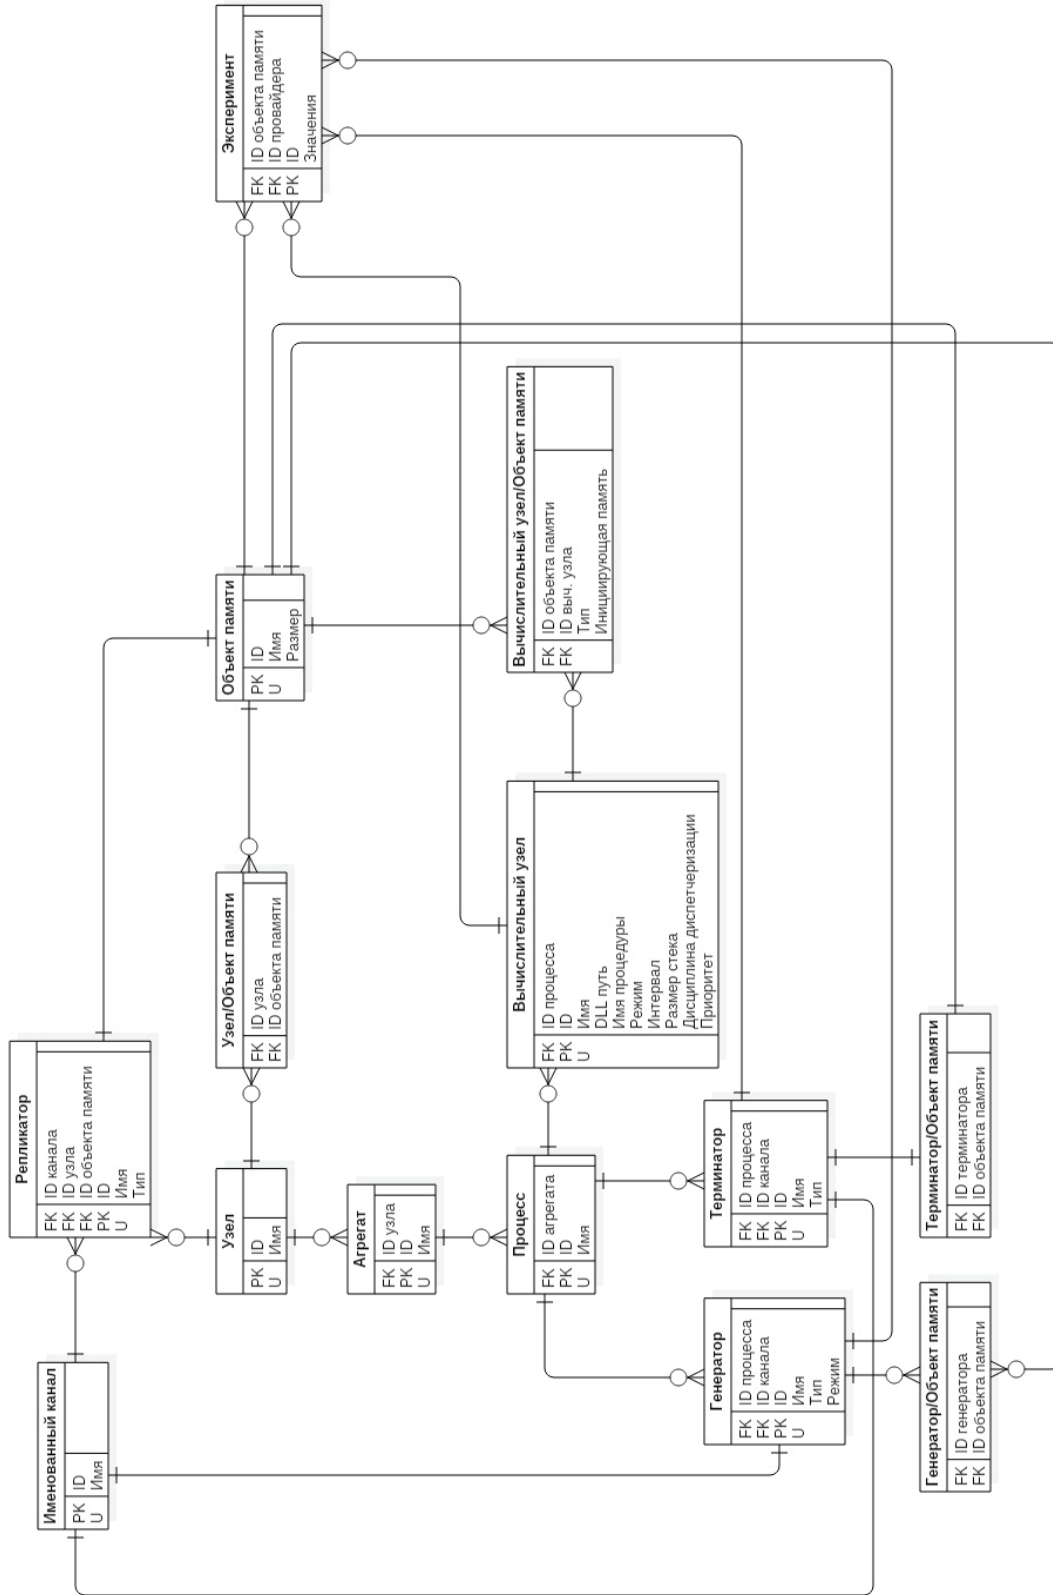 Именованный канал
PK ID
U Имя
Репликатор
FK ID канала
FK ID узла
FK ID объекта памяти
PK ID
U Имя
Тип
Узел
PK ID
U Имя
Узел/Объект памяти
FK ID узла
FK ID объекта памяти
Объект памяти
PK ID
U Имя
Размер
Эксперимент
FK ID объекта памяти
FK ID провайдера
PK ID
Значения
Агрегат
FK ID узла
PK ID
U Имя
Процесс
FK ID агрегата
PK ID
U Имя
Вычислительный узел
FK ID процесса
PK ID
U Имя
DLL путь
Имя процедуры
Режим
Интервал
Размер стека
Дисциплина диспетчеризации
Приоритет
Вычислительный узел/Объект памяти
FK ID объекта памяти
FK ID выч. узла
Тип
Инициирующая память
Генератор
FK ID процесса
FK ID канала
PK ID
U Имя
Тип
Режим
Терминатор
FK ID процесса
FK ID канала
PK ID
U Имя
Тип
Генератор/Объект памяти
FK ID генератора
FK ID объекта памяти
Терминатор/Объект памяти
FK ID терминатора
FK ID объекта памяти